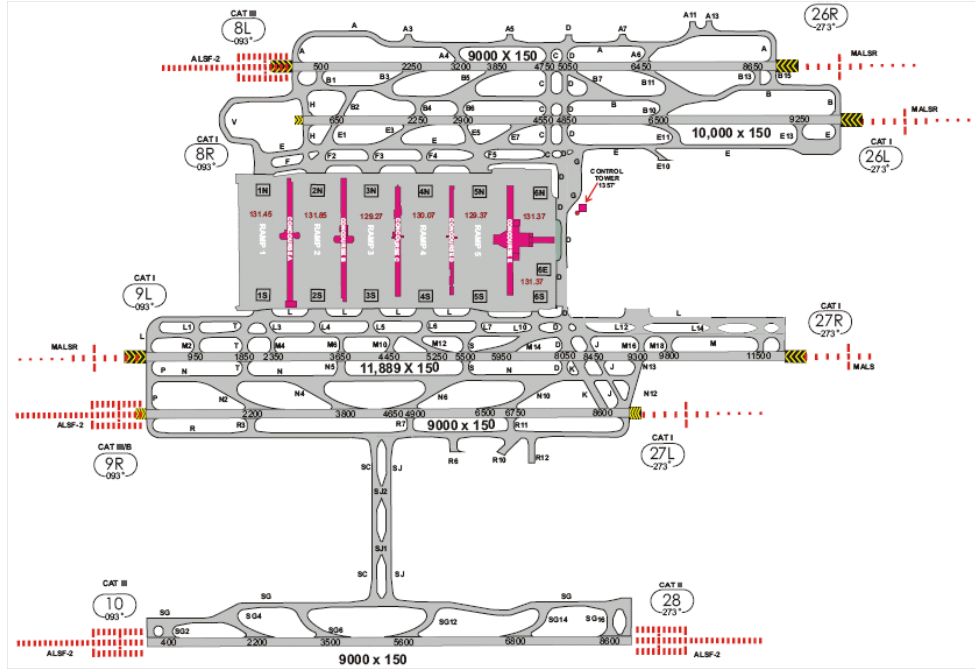 CAT III
8L
-093°
ALSF-2
A
A3
A5
D
A7
A11
A13
26R
-273°
MALSR
A
A4
9000 X 150
C
D
A
A6
A
500
2250
3200
3850
4750
5050
6450
8650
B1
B3
B5
C
D
B7
B11
B13
B15
B
H
B2
B4
B6
C
D
B
B
MALSR
V
650
2250
2900
4550
4850
6500
9250
H
E1
E3
E
E5
E7
C
D
E11
10,000 x 150
E13
E
CAT I
8R
-093°
E
F
F2
F3
F4
F5
C
D
E
E10
E
CAT I
26L
-273°
G
G
CONTROL
TOWER
1357'
1N
2N
3N
4N
5N
6N
D
131.45
131.85
129.27
130.07
129.37
131.37
RAMP 1
CONCOURSE A
RAMP 2
CONCOURSE B
RAMP 3
CONCOURSE C
RAMP 4
CONCOURSE D
RAMP 5
CONCOURSE E
D
6E
131.37
D
1S
2S
3S
4S
5S
6S
CAT I
9L
-093°
L
L
L
L
L
D
L
CAT I
27R
-273°
L
L1
T
L3
L4
L5
L6
L7
L10
D
L12
L14
MALSR
M2
T
M4
M6
M10
M12
S
M14
D
J
M16
M18
M
950
1850
2350
3650
4450
5250
5500
5950
8050
8450
9300
9800
11500
MALS
P
N
T
N
N5
11,889 X 150
S
N
D
K
J
N13
P
N2
N4
N6
N10
K
J
N12
ALSF-2
2200
3800
4650
4900
6500
6750
8600
R
R3
R7
9000 x 150
R11
CAT III/B
9R
-093°
R6
R10
R12
CAT I
27L
-273°
SC
SJ
SJ2
SJ1
SC
SJ
CAT III
10
-093°
SG
SG
SG
CAT II
28
-273°
SG2
SG4
SG6
SG12
SG14
SG16
400
2200
3500
5600
6800
8600
ALSF-2
ALSF-2
9000 x 150